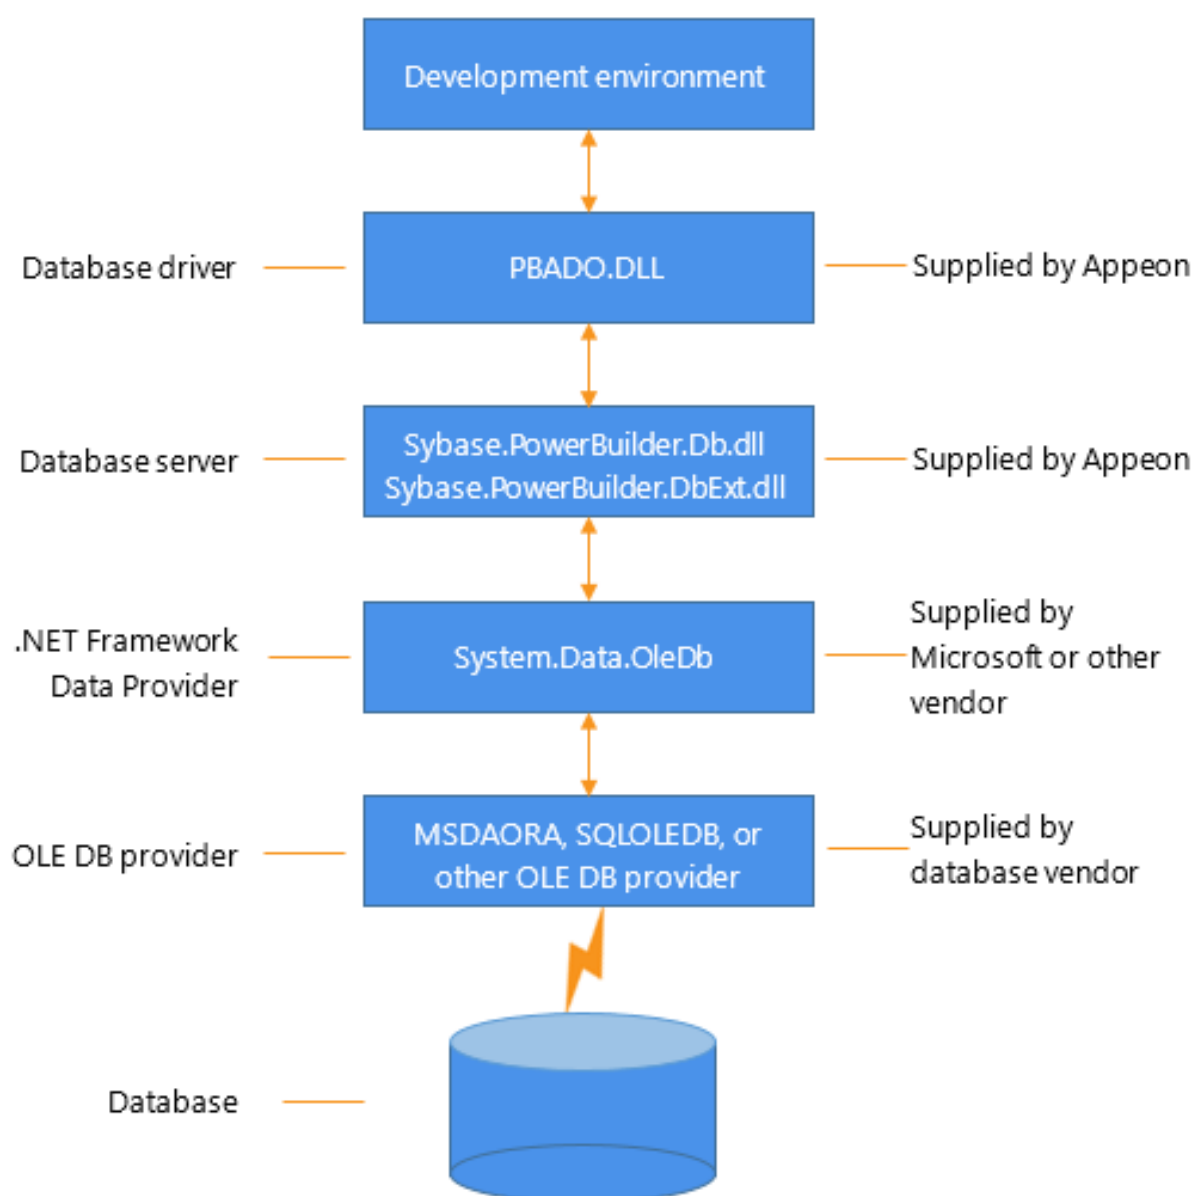 Development environment
Database driver
PBADO.DLL
Supplied by Appeon
Database server
Sybase.PowerBuilder.Db.dll
Sybase.PowerBuilder.DbExt.dll
Supplied by Appeon
.NET Framework
Data Provider
System.Data.OleDb
Supplied by
Microsoft or other
vendor
OLE DB provider
MSDAORA, SQLOLEDB, or
other OLE DB provider
Supplied by
database vendor
Database